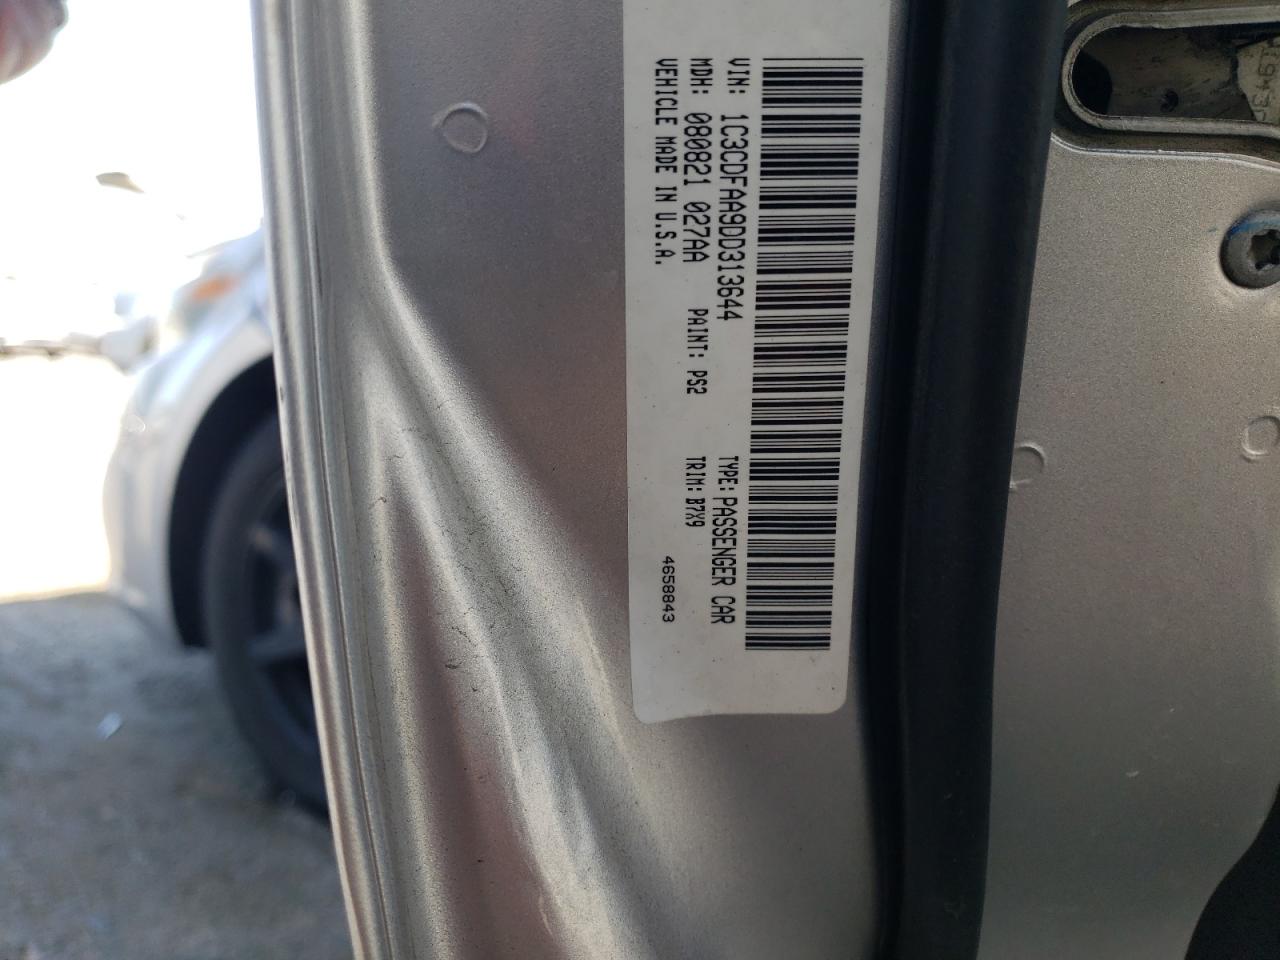 VIN: 1C3CDFAA9DD313644 TYPE: PASSENGER CAR
MDH: 080821 027AA PAINT: PS2 TRIM: B7X9
VEHICLE MADE IN U.S.A. 4658843